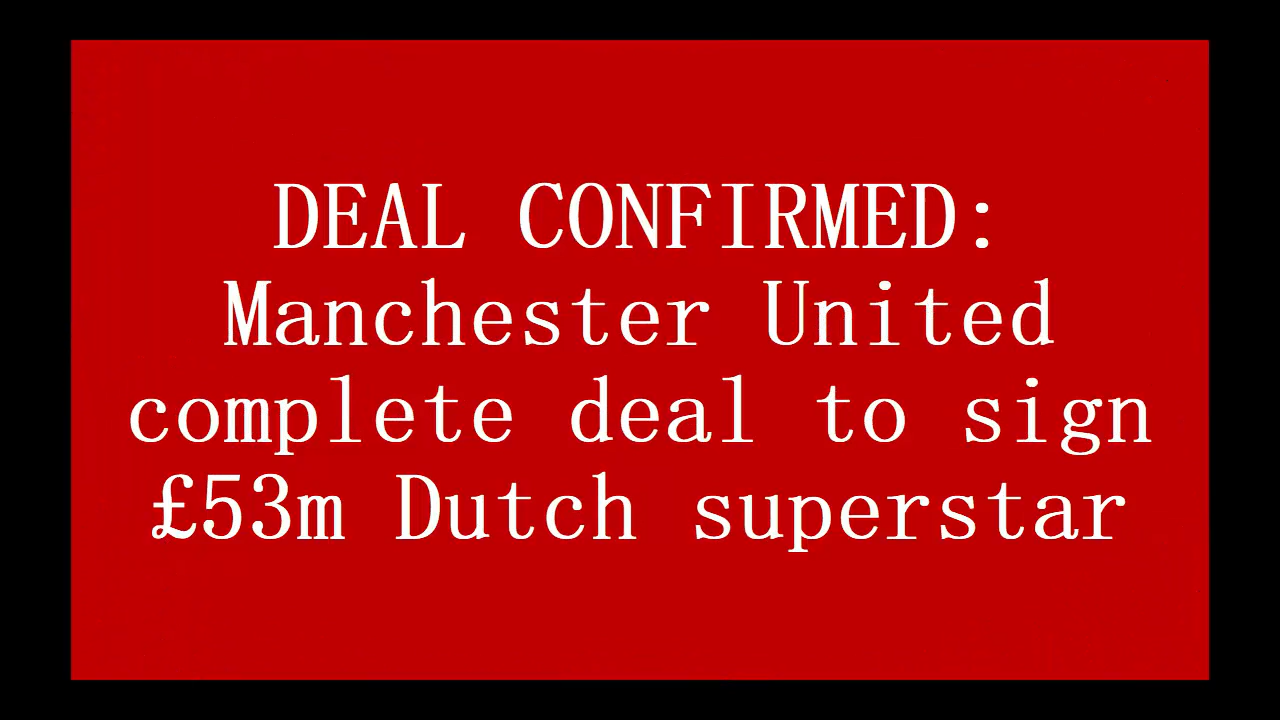 DEAL CONFIRMED:
Manchester United
complete deal to sign
£53m Dutch superstar